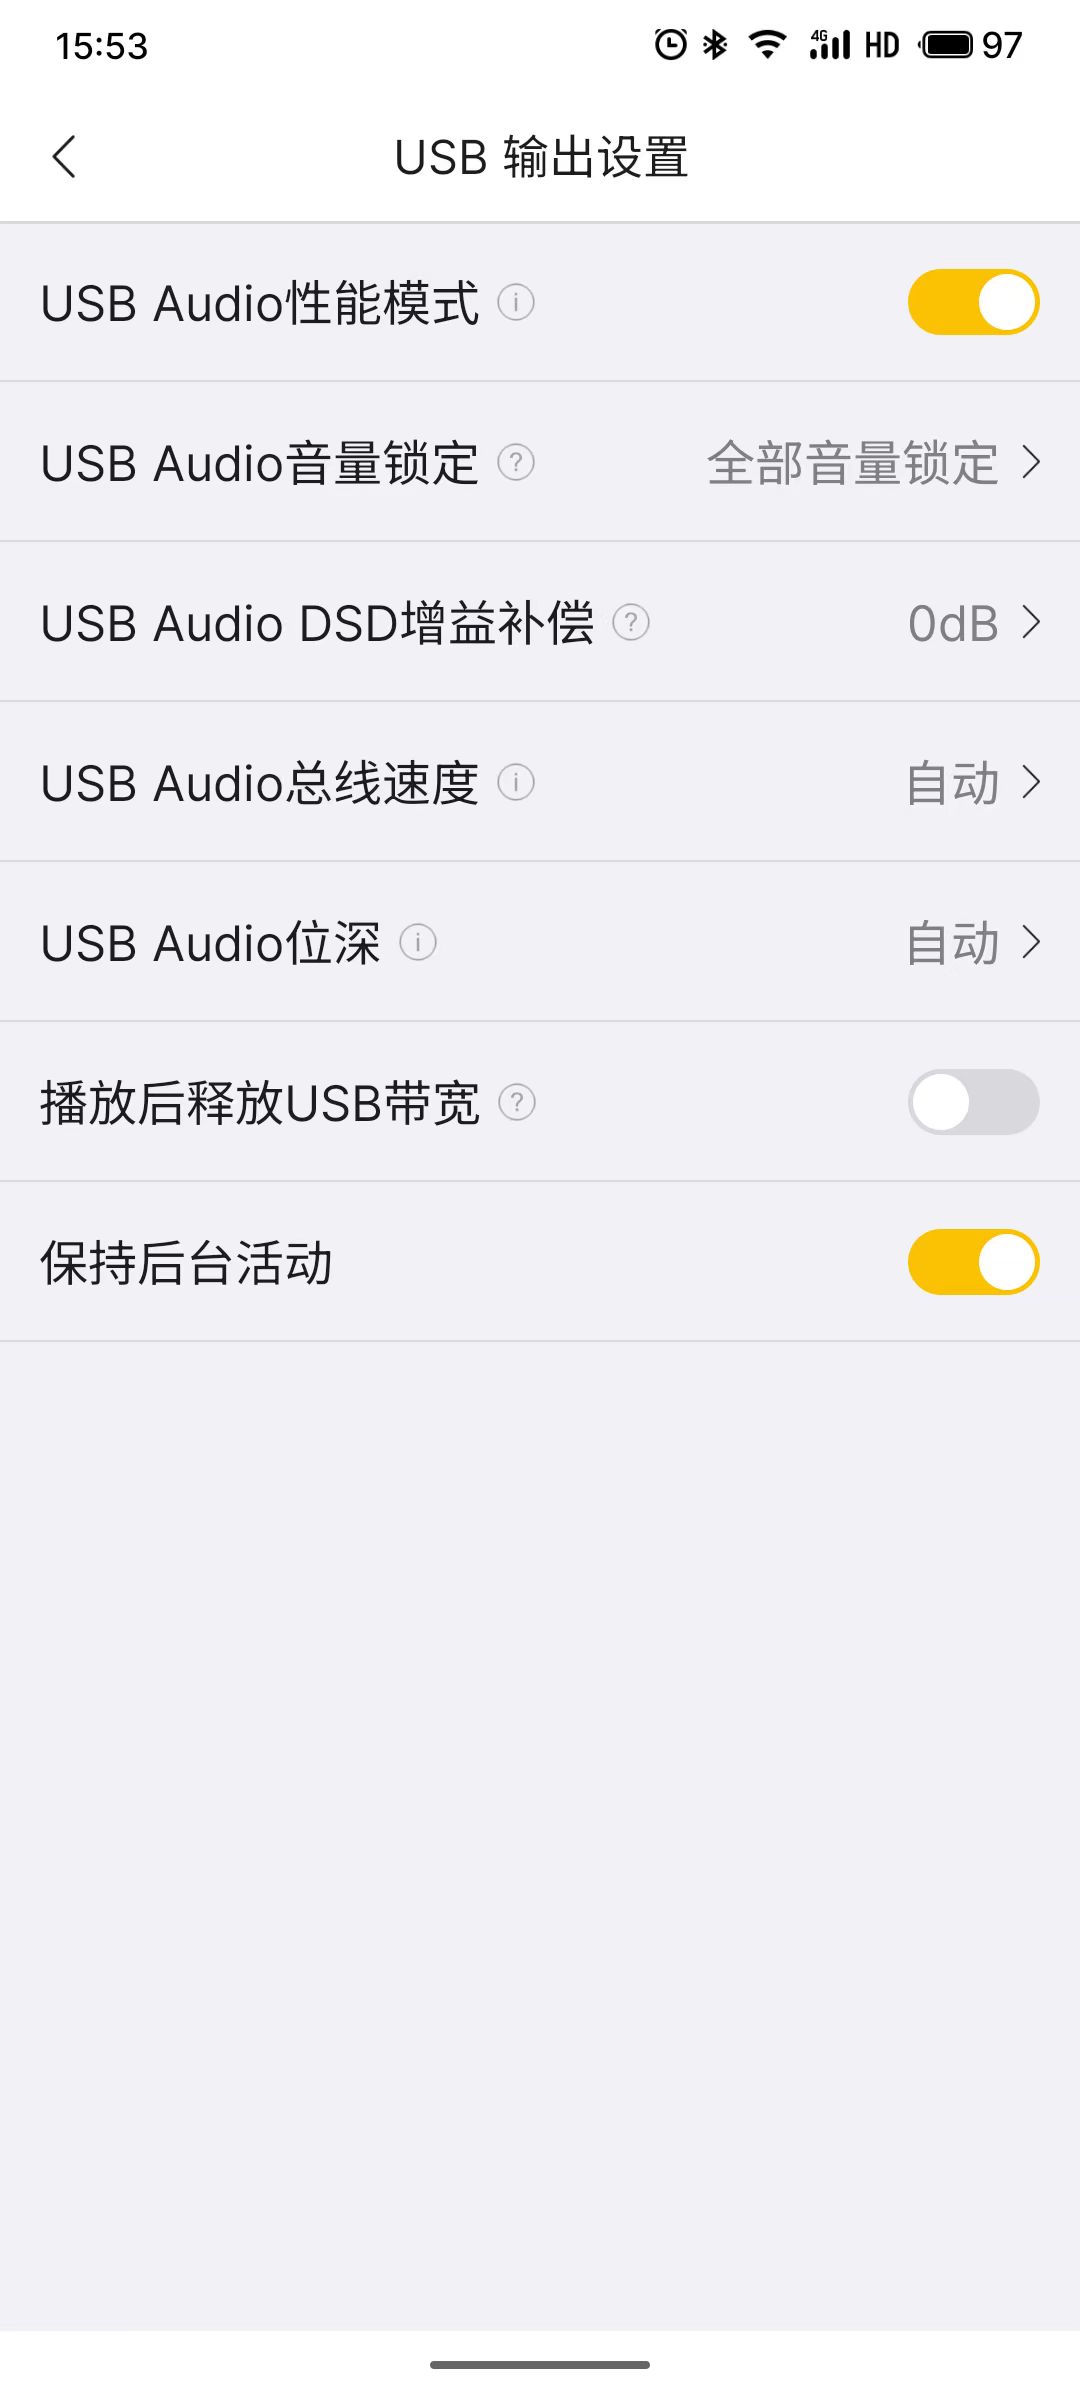 15:53 4G HD 97
USB 输出设置
USB Audio性能模式
USB Audio音量锁定 全部音量锁定
USB Audio DSD增益补偿 0dB
USB Audio总线速度 自动
USB Audio位深 自动
播放后释放USB带宽
保持后台活动